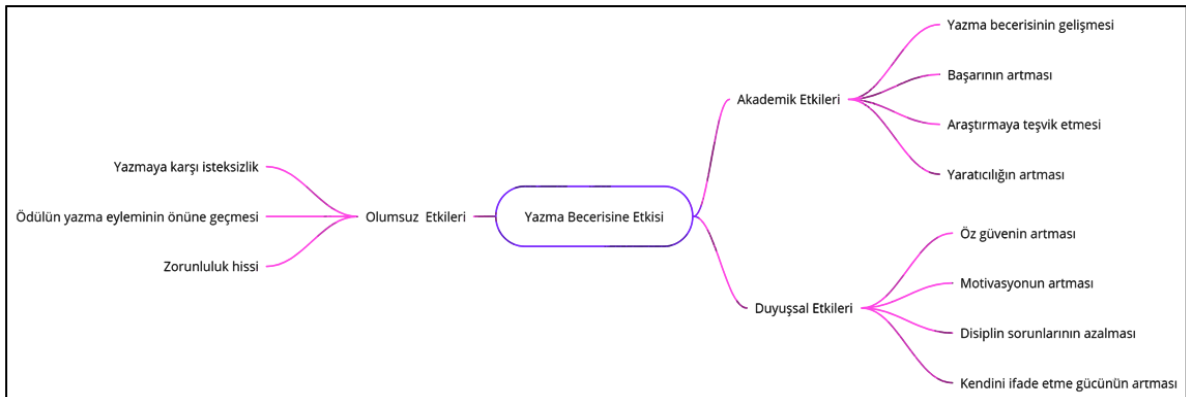 Yazma Becerisine Etkisi
Akademik Etkileri
Yazma becerisinin gelişmesi
Başarının artması
Araştırmaya teşvik etmesi
Yaratıcılığın artması
Duyuşsal Etkileri
Öz güvenin artması
Motivasyonun artması
Disiplin sorunlarının azalması
Kendini ifade etme gücünün artması
Olumsuz Etkileri
Yazmaya karşı isteksizlik
Ödülün yazma eyleminin önüne geçmesi
Zorunluluk hissi